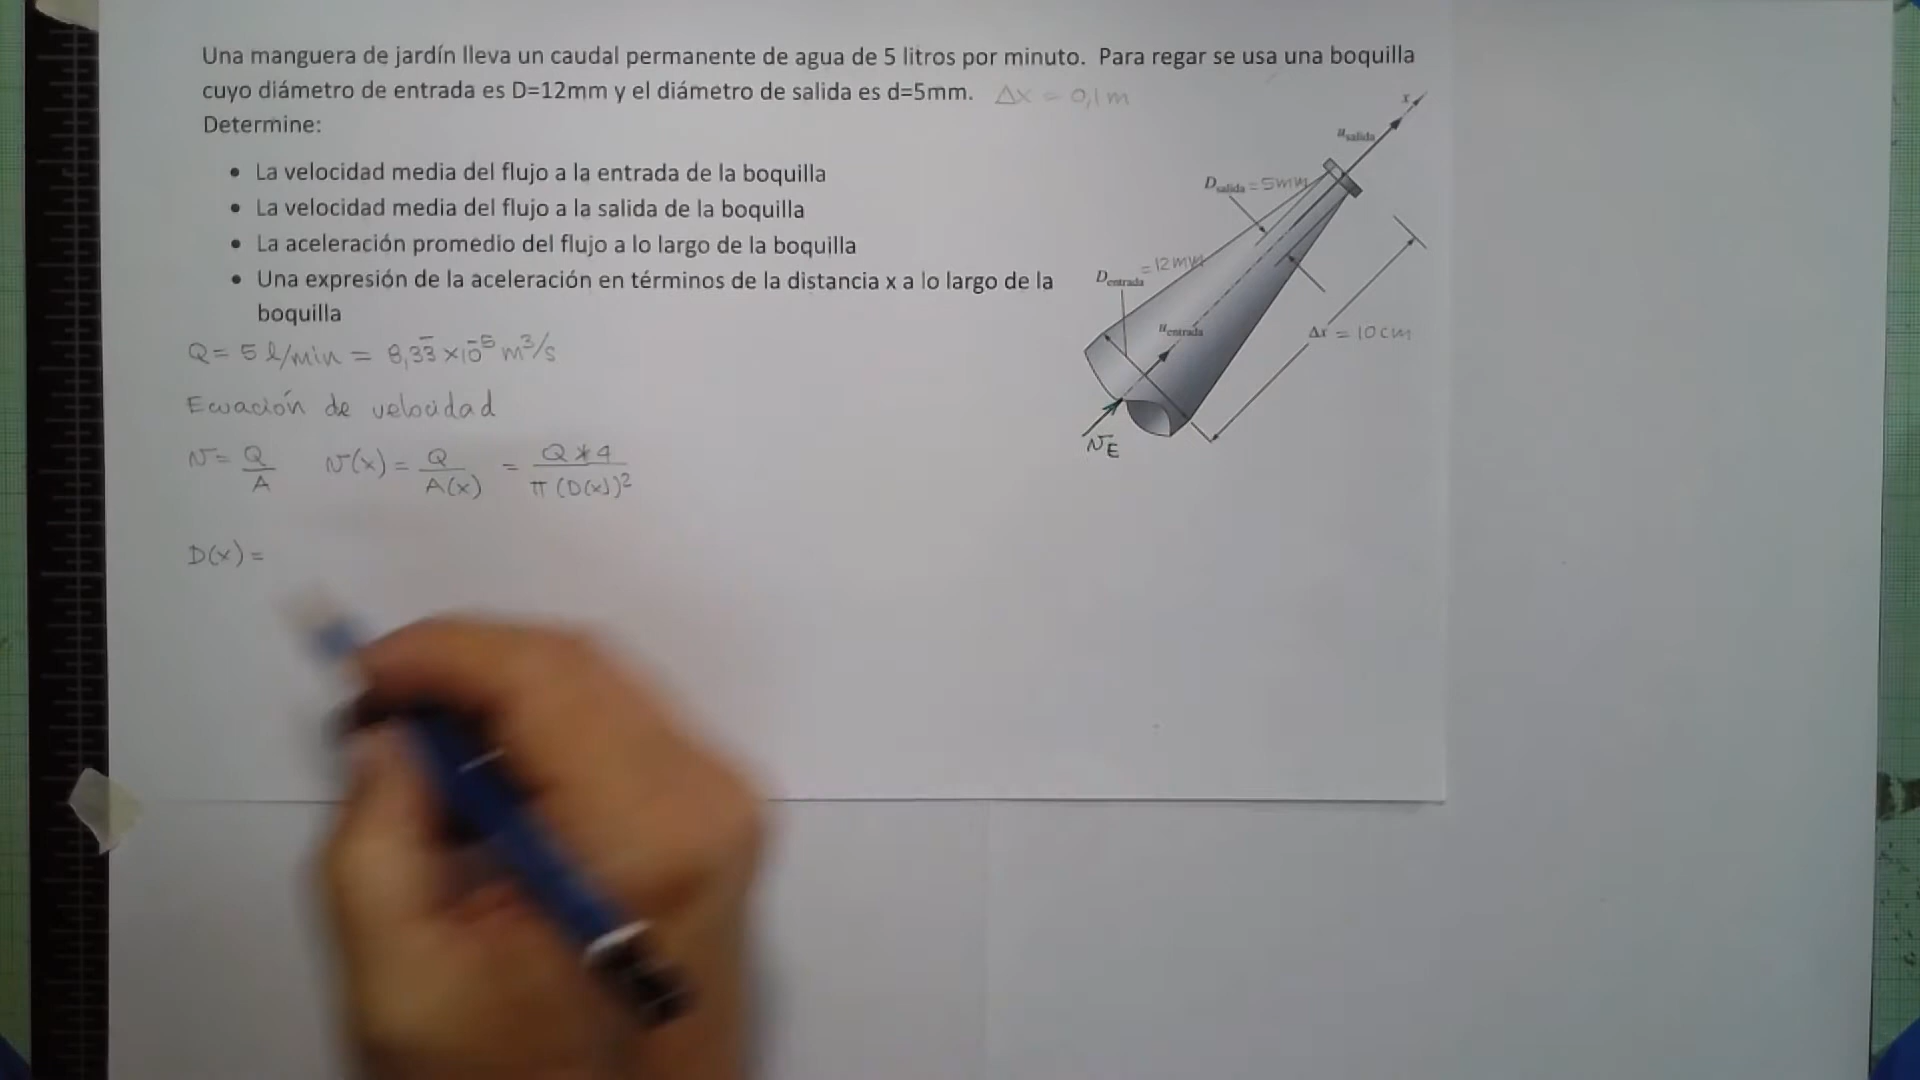 Una manguera de jardín lleva un caudal permanente de agua de 5 litros por minuto. Para regar se usa una boquilla
cuyo diámetro de entrada es D=12mm y el diámetro de salida es d=5mm. Δx = 0,1 m
Determine:
• La velocidad media del flujo a la entrada de la boquilla
• La velocidad media del flujo a la salida de la boquilla
• La aceleración promedio del flujo a lo largo de la boquilla
• Una expresión de la aceleración en términos de la distancia x a lo largo de la
boquilla
Q = 5 l/min = 8,33̅ ×10⁻⁵ m³/s
Ecuación de velocidad
v = Q/A v(x) = Q/A(x) = Q*4/π(D(x))²
D(x) =
x
u salida
D salida = 5mm
D entrada = 12mm
u entrada
Δx = 10cm
v_E